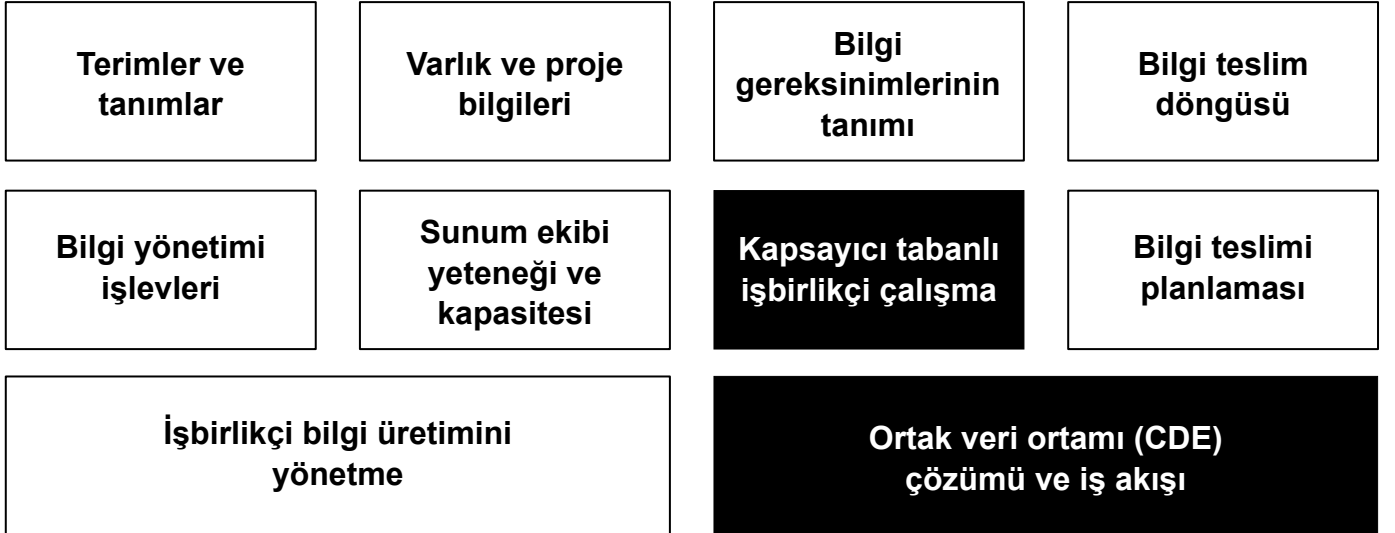 Terimler ve
tanımlar
Varlık ve proje
bilgileri
Bilgi
gereksinimlerinin
tanımı
Bilgi teslim
döngüsü
Bilgi yönetimi
işlevleri
Sunum ekibi
yeteneği ve
kapasitesi
Kapsayıcı tabanlı
işbirlikçi çalışma
Bilgi teslimi
planlaması
İşbirlikçi bilgi üretimini
yönetme
Ortak veri ortamı (CDE)
çözümü ve iş akışı